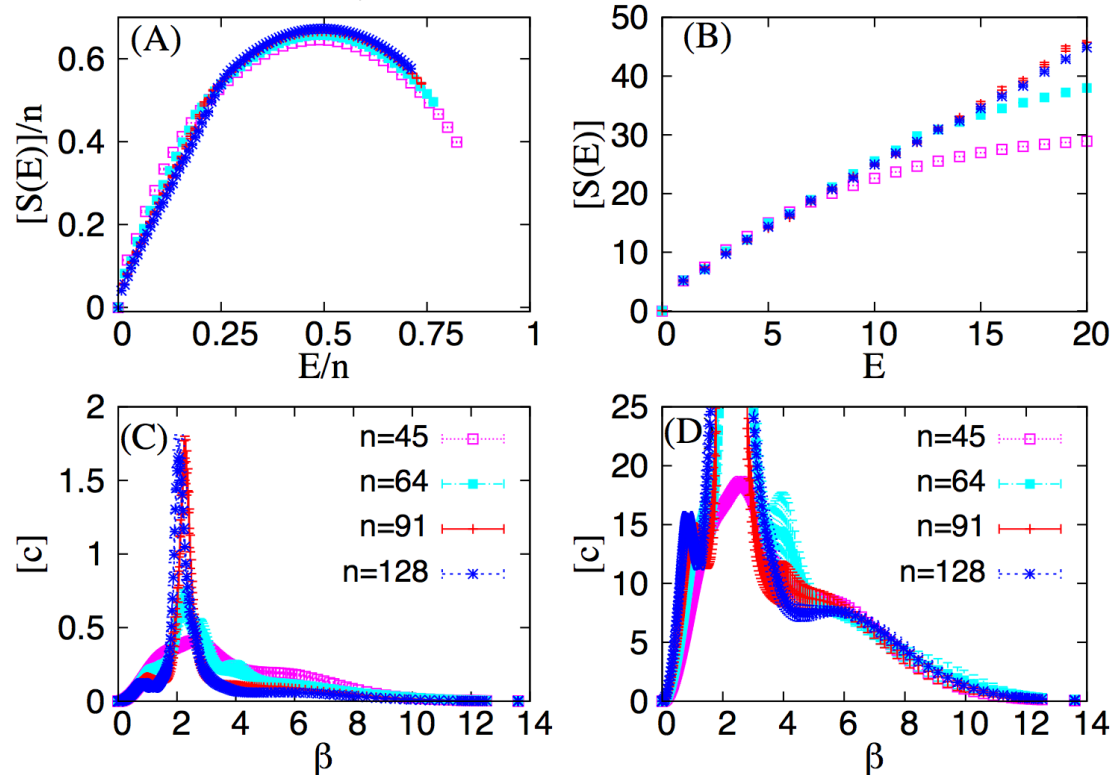 (A)
[S(E)]/n
0.6
0.4
0.2
0
0 0.25 0.5 0.75 1
E/n
(B)
[S(E)]
50
40
30
20
10
0
5 10 15 20
E
(C)
[c]
2
1.5
1
0.5
0
n=45
n=64
n=91
n=128
0 2 4 6 8 10 12 14
β
(D)
[c]
25
20
15
10
5
0
n=45
n=64
n=91
n=128
0 2 4 6 8 10 12 14
β